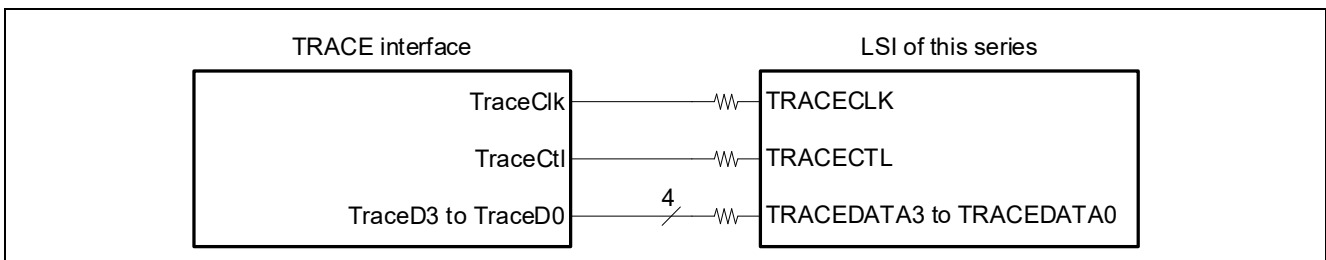 TRACE interface
LSI of this series
TraceClk
TRACECLK
TraceCtl
TRACECTL
TraceD3 to TraceD0
4
TRACEDATA3 to TRACEDATA0